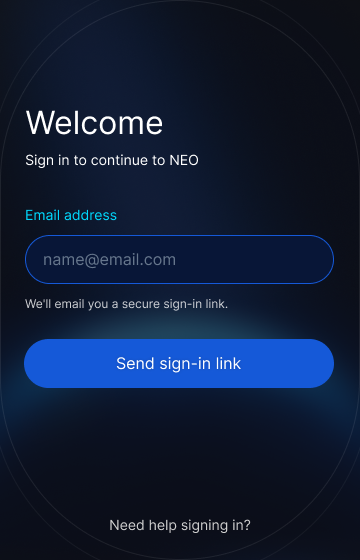 Welcome
Sign in to continue to NEO
Email address
name@email.com
We'll email you a secure sign-in link.
Send sign-in link
Need help signing in?